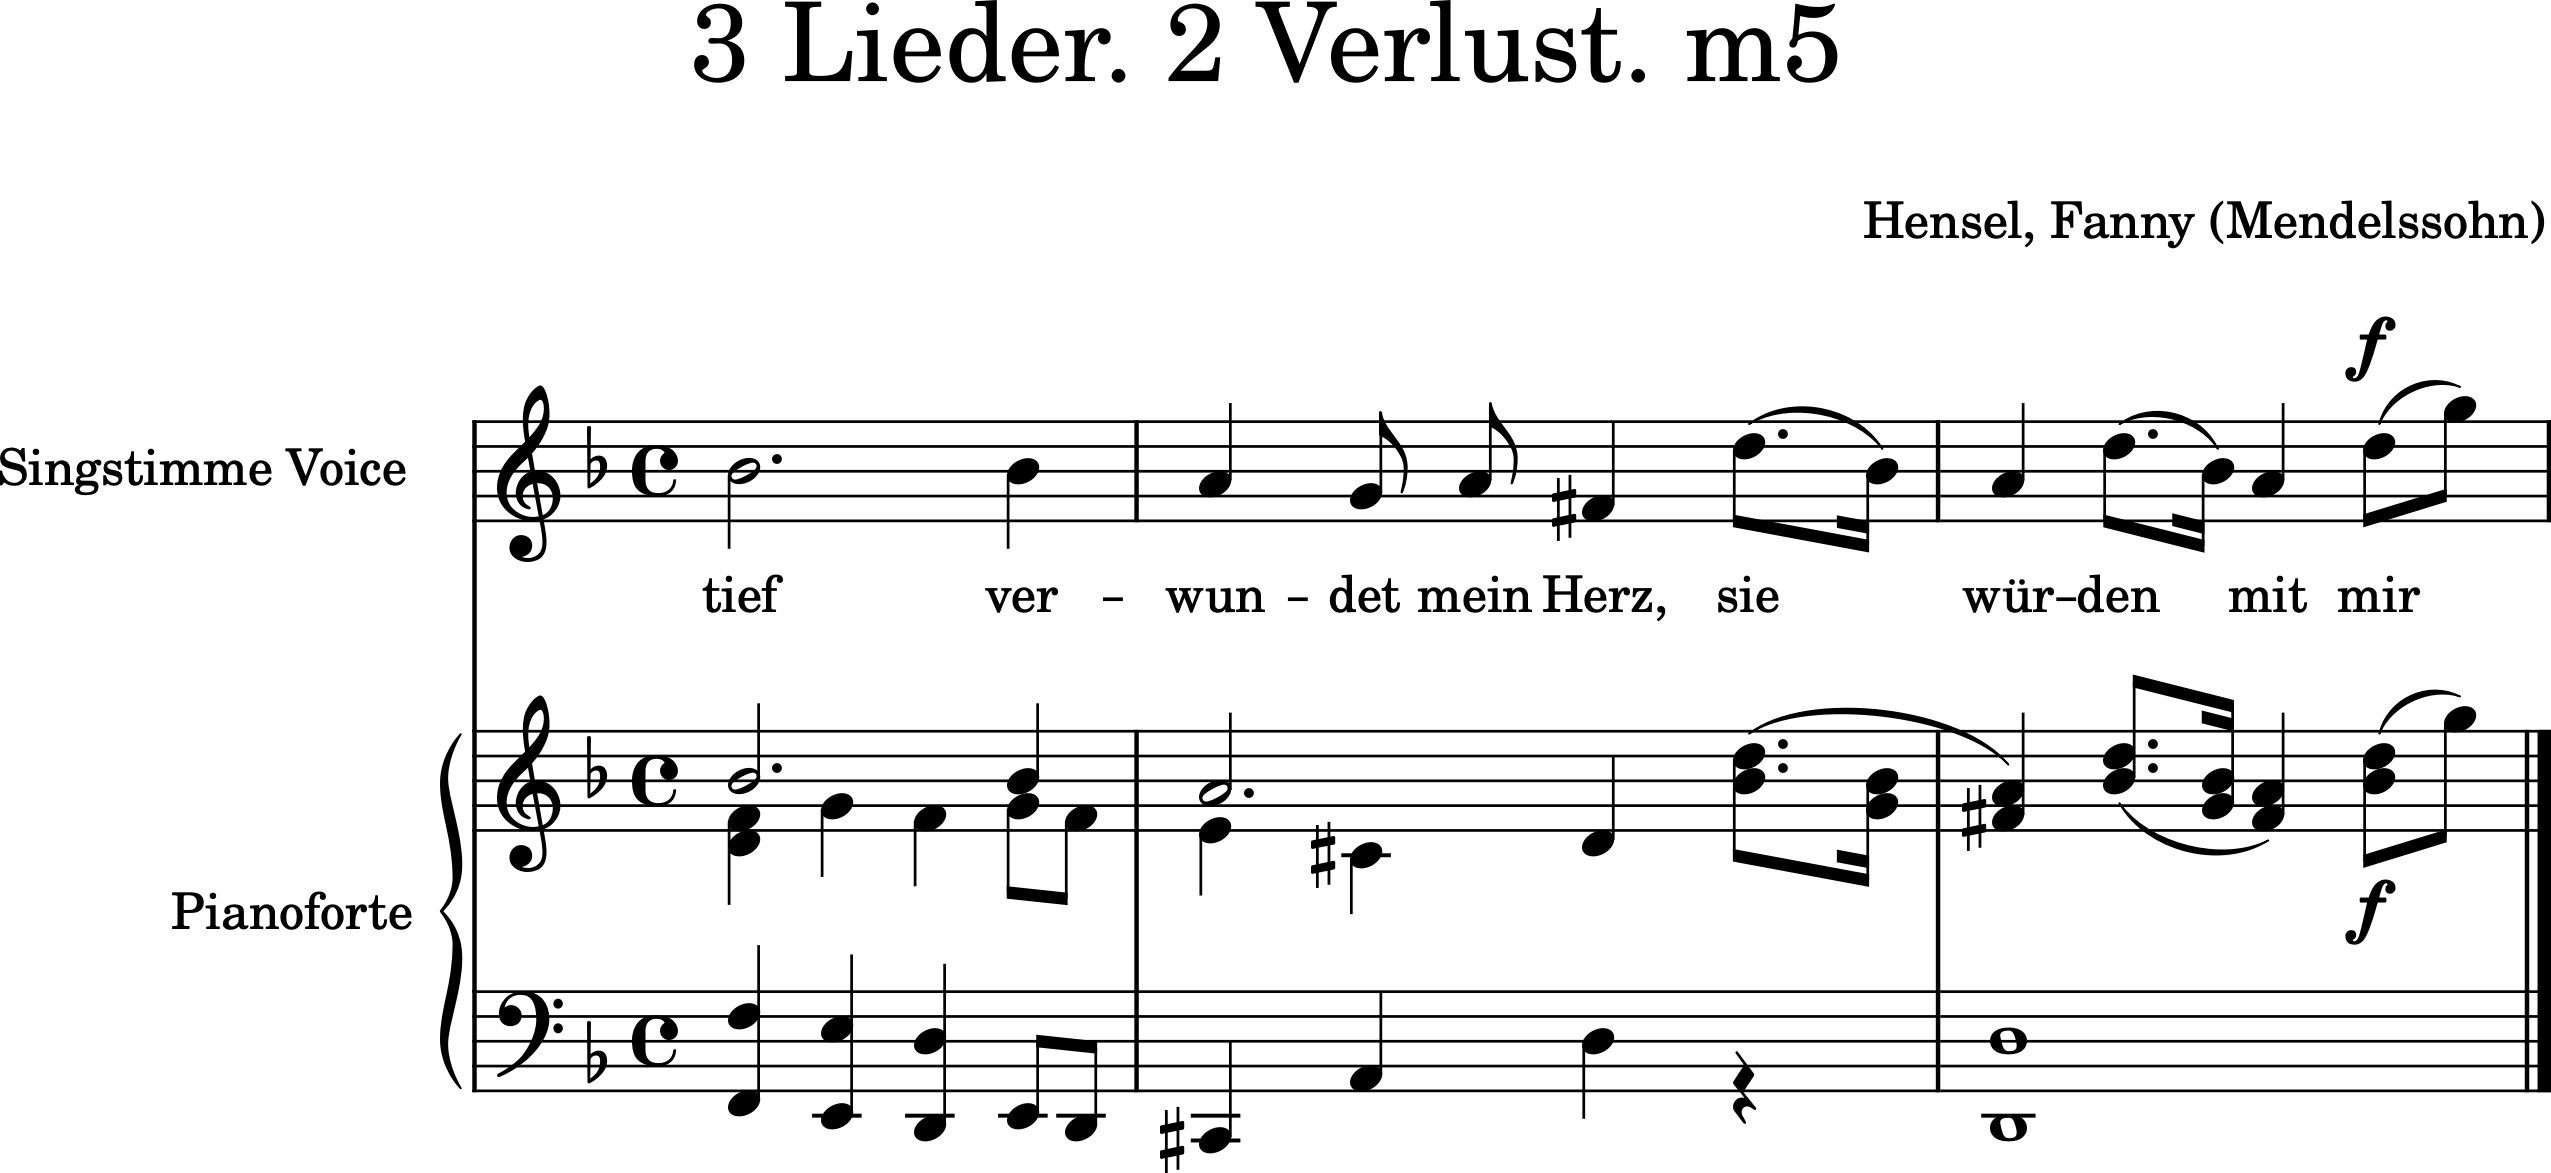 3 Lieder. 2 Verlust. m5
Hensel, Fanny (Mendelssohn)
f
Singstimme Voice
tief ver – wun – det mein Herz, sie wür–den mit mir
Pianoforte
f